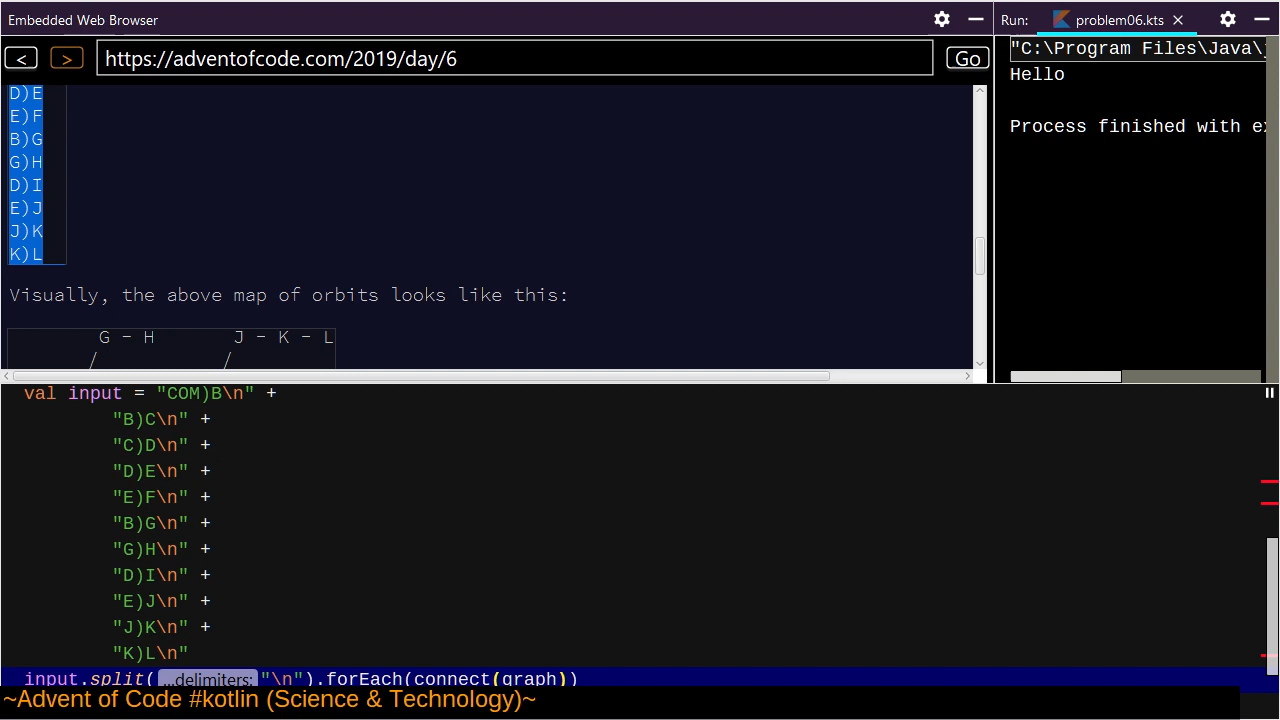 Embedded Web Browser
Run: problem06.kts
< > https://adventofcode.com/2019/day/6 Go
"C:\Program Files\Java\
Hello
Process finished with
D)E
E)F
B)G
G)H
D)I
E)J
J)K
K)L
Visually, the above map of orbits looks like this:
G - H J - K - L
/ /
val input = "COM)B\n" +
"B)C\n" +
"C)D\n" +
"D)E\n" +
"E)F\n" +
"B)G\n" +
"G)H\n" +
"D)I\n" +
"E)J\n" +
"J)K\n" +
"K)L\n"
input.split( ...delimiters: "\n").forEach(connect(graph))
~Advent of Code #kotlin (Science & Technology)~